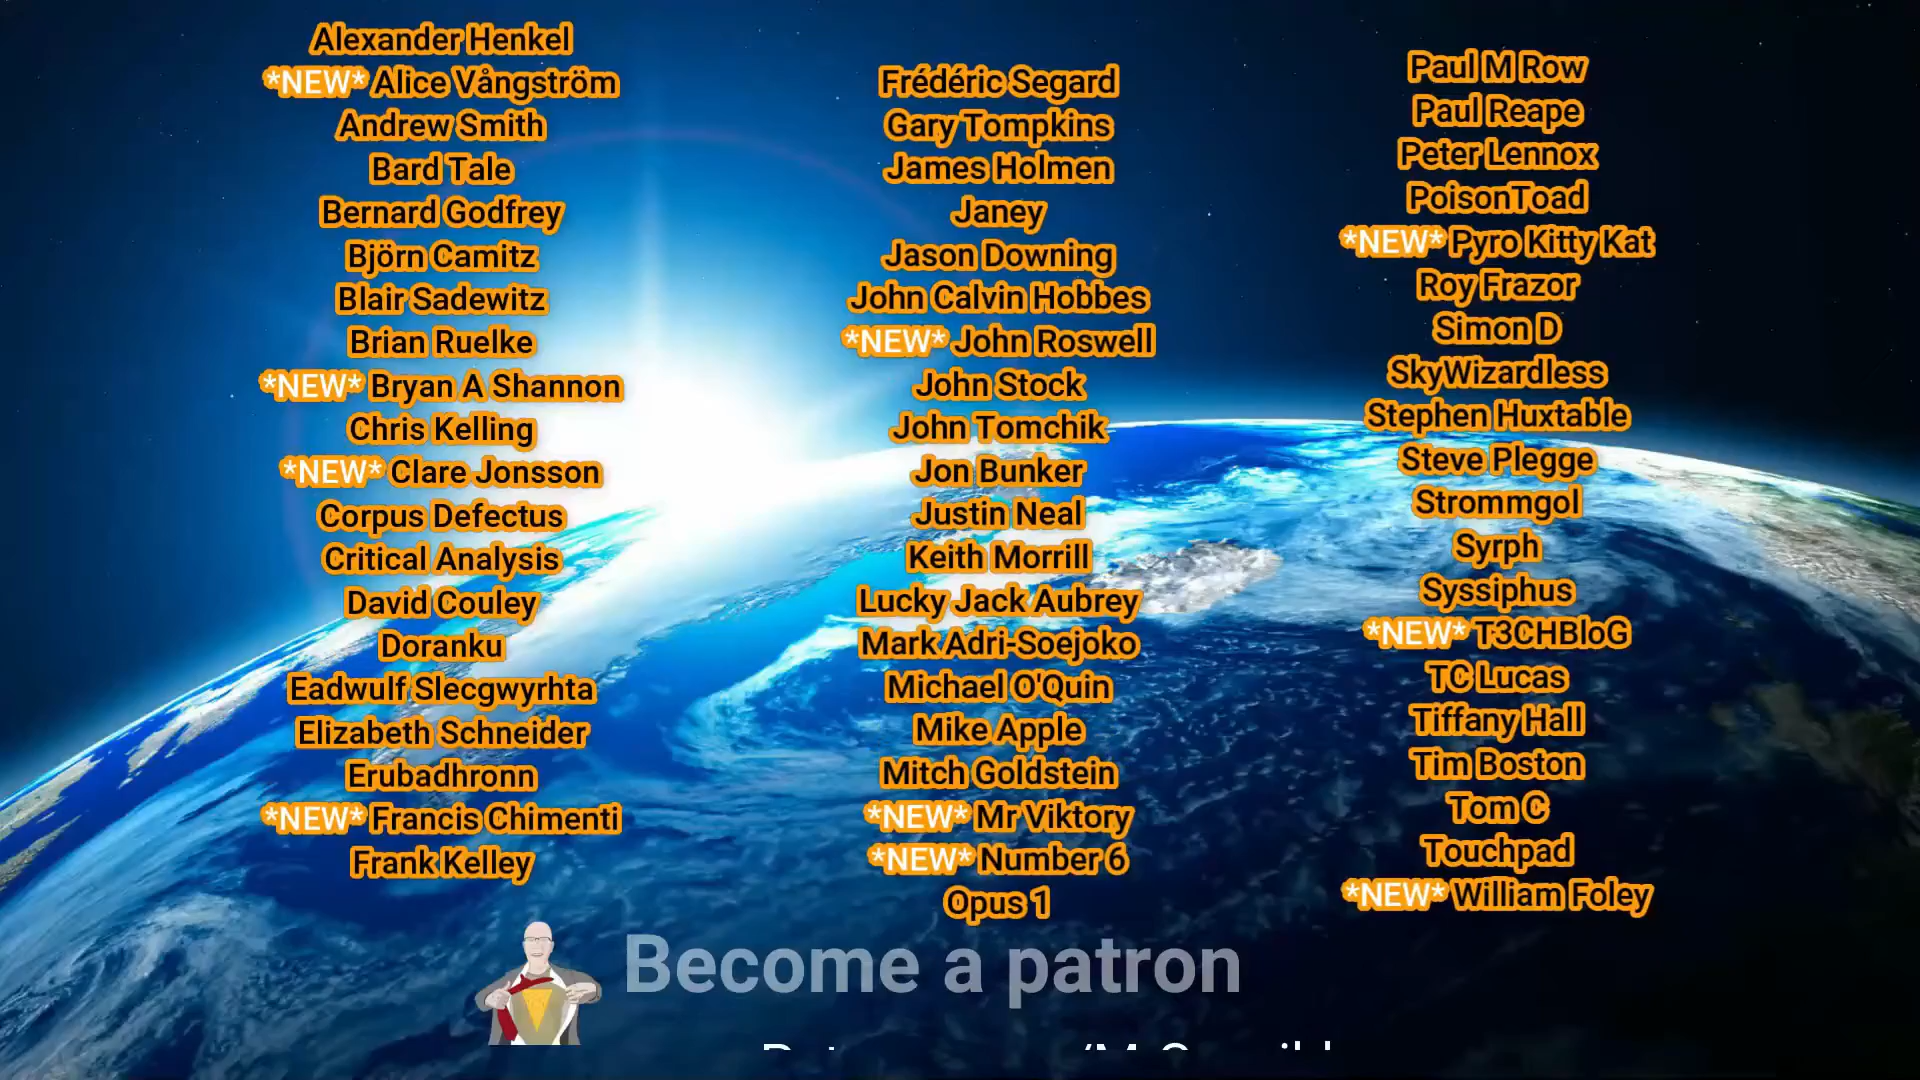 Alexander Henkel
*NEW* Alice Vångström
Andrew Smith
Bard Tale
Bernard Godfrey
Björn Camitz
Blair Sadewitz
Brian Ruelke
*NEW* Bryan A Shannon
Chris Kelling
*NEW* Clare Jonsson
Corpus Defectus
Critical Analysis
David Couley
Doranku
Eadwulf Slecgwyrhta
Elizabeth Schneider
Erubadhronn
*NEW* Francis Chimenti
Frank Kelley
Frédéric Segard
Gary Tompkins
James Holmen
Janey
Jason Downing
John Calvin Hobbes
*NEW* John Roswell
John Stock
John Tomchik
Jon Bunker
Justin Neal
Keith Morrill
Lucky Jack Aubrey
Mark Adri-Soejoko
Michael O'Quin
Mike Apple
Mitch Goldstein
*NEW* Mr Viktory
*NEW* Number 6
Opus 1
Paul M Row
Paul Reape
Peter Lennox
PoisonToad
*NEW* Pyro Kitty Kat
Roy Frazor
Simon D
SkyWizardless
Stephen Huxtable
Steve Plegge
Strommgol
Syrph
Syssiphus
*NEW* T3CHBloG
TC Lucas
Tiffany Hall
Tim Boston
Tom C
Touchpad
*NEW* William Foley
Become a patron